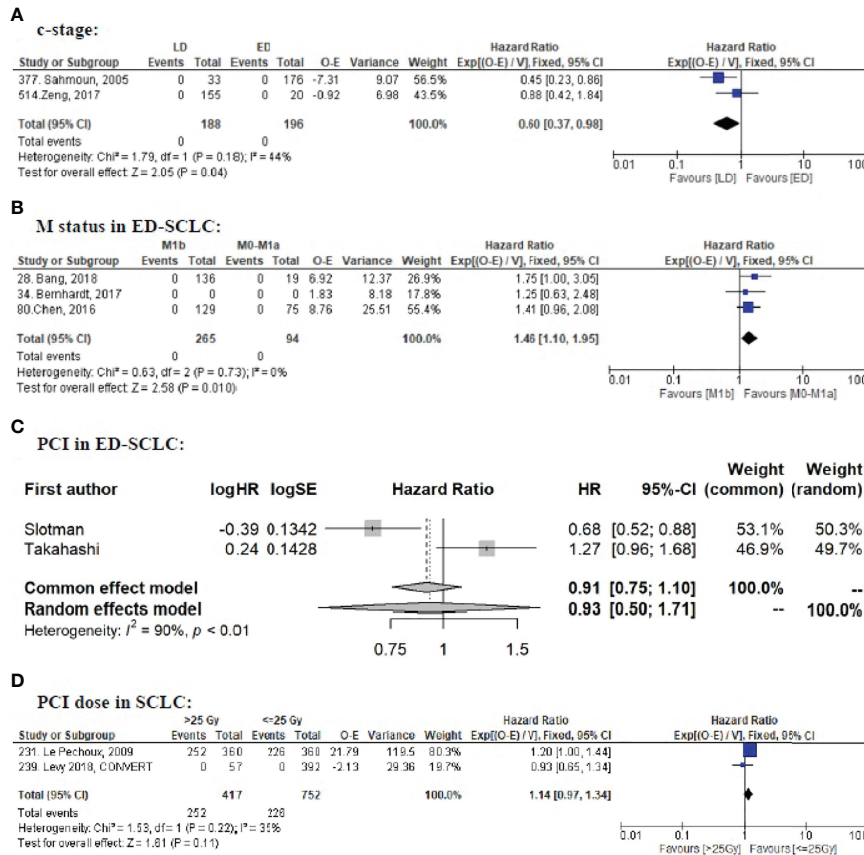 A
c-stage:
LD ED Hazard Ratio Hazard Ratio
Study or Subgroup Events Total Events Total O-E Variance Weight Exp[(O-E) / V], Fixed, 95% CI Exp[(O-E) / V], Fixed, 95% CI
377. Sahmoun, 2005 0 33 0 176 -7.31 9.07 56.5% 0.45 [0.23, 0.86]
514.Zeng, 2017 0 155 0 20 -0.92 6.98 43.5% 0.88 [0.42, 1.84]
Total (95% CI) 188 196 100.0% 0.60 [0.37, 0.98]
Total events 0 0
Heterogeneity: Chi² = 1.79, df = 1 (P = 0.18); I² = 44%
Test for overall effect: Z = 2.05 (P = 0.04)
0.01 0.1 1 10 100
Favours [LD] Favours [ED]
B
M status in ED-SCLC:
M1b M0-M1a Hazard Ratio Hazard Ratio
Study or Subgroup Events Total Events Total O-E Variance Weight Exp[(O-E) / V], Fixed, 95% CI Exp[(O-E) / V], Fixed, 95% CI
28. Bang, 2018 0 136 0 19 6.92 12.37 26.9% 1.75 [1.00, 3.05]
34. Bernhardt, 2017 0 0 0 0 1.83 8.18 17.8% 1.25 [0.63, 2.48]
80.Chen, 2016 0 129 0 75 8.76 25.51 55.4% 1.41 [0.96, 2.08]
Total (95% CI) 265 94 100.0% 1.46 [1.10, 1.95]
Total events 0 0
Heterogeneity: Chi² = 0.63, df = 2 (P = 0.73); I² = 0%
Test for overall effect: Z = 2.58 (P = 0.010)
0.01 0.1 1 10 100
Favours [M1b] Favours [M0-M1a]
C
PCI in ED-SCLC:
Weight Weight
First author logHR logSE Hazard Ratio HR 95%-CI (common) (random)
Slotman -0.39 0.1342 0.68 [0.52; 0.88] 53.1% 50.3%
Takahashi 0.24 0.1428 1.27 [0.96; 1.68] 46.9% 49.7%
Common effect model 0.91 [0.75; 1.10] 100.0% --
Random effects model 0.93 [0.50; 1.71] -- 100.0%
Heterogeneity: I² = 90%, p < 0.01
0.75 1 1.5
D
PCI dose in SCLC:
>25 Gy <=25 Gy Hazard Ratio Hazard Ratio
Study or Subgroup Events Total Events Total O-E Variance Weight Exp[(O-E) / V], Fixed, 95% CI Exp[(O-E) / V], Fixed, 95% CI
231. Le Pechoux, 2009 252 360 226 360 21.79 119.5 80.3% 1.20 [1.00, 1.44]
239. Levy 2018, CONVERT 0 57 0 392 -2.13 29.36 19.7% 0.93 [0.65, 1.34]
Total (95% CI) 417 752 100.0% 1.14 [0.97, 1.34]
Total events 252 226
Heterogeneity: Chi² = 1.53, df = 1 (P = 0.22); I² = 35%
Test for overall effect: Z = 1.61 (P = 0.11)
0.01 0.1 1 10 100
Favours [>25Gy] Favours [<=25Gy]